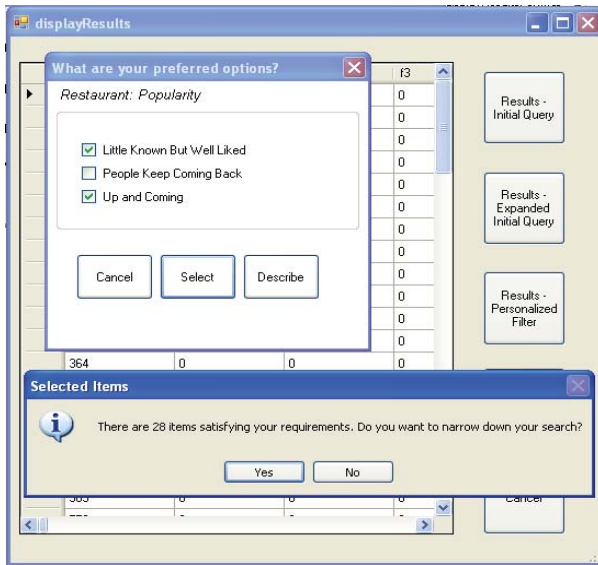 displayResults
What are your preferred options?
Restaurant: Popularity
Little Known But Well Liked
People Keep Coming Back
Up and Coming
Cancel
Select
Describe
f3
0
0
0
0
0
0
0
0
0
0
0
0
364
0
0
0
Results -
Initial Query
Results -
Expanded
Initial Query
Results -
Personalized
Filter
Selected Items
There are 28 items satisfying your requirements. Do you want to narrow down your search?
Yes
No
Cancel